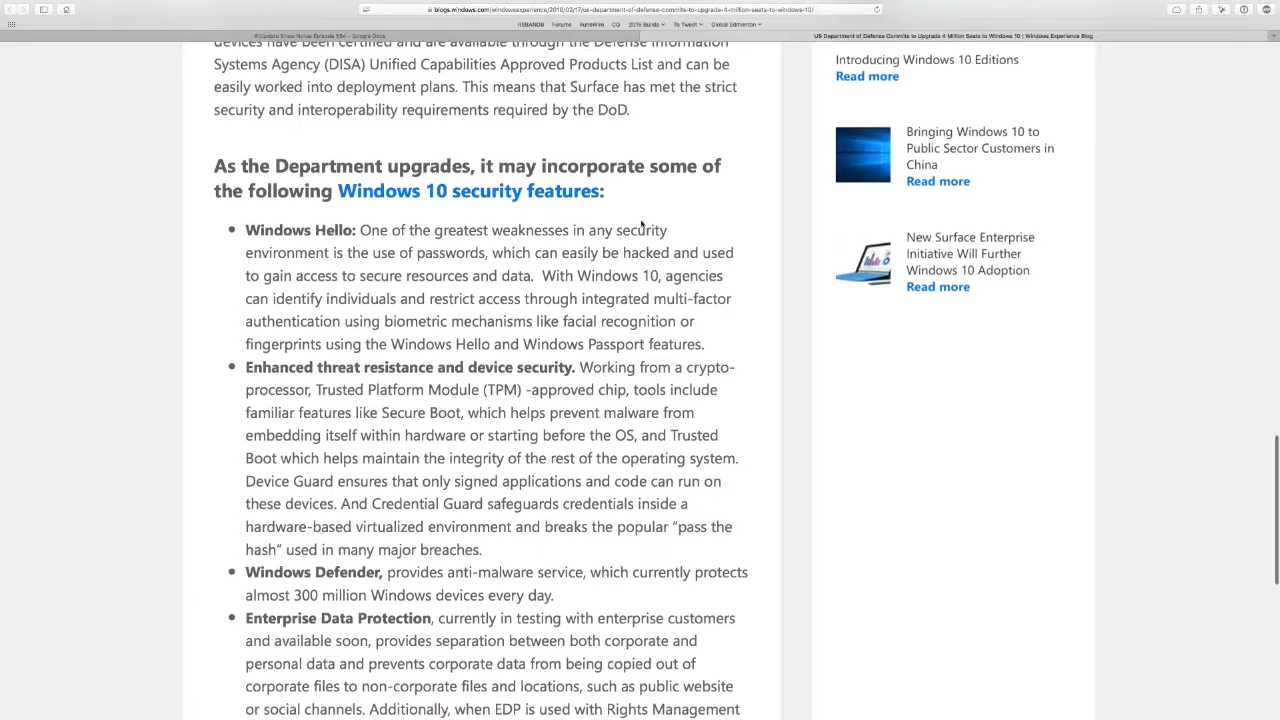 blogs.windows.com/windowsexperience/2016/02/17/us-department-of-defense-commits-to-upgrade-4-million-seats-to-windows-10/
Forums RuneWire CQ 2016 Builds To Tweet Global Edmonton
US Department of Defense Commits to Upgrade 4 Million Seats to Windows 10 | Windows Experience Blog
devices have been certified and are available through the Defense Information
Systems Agency (DISA) Unified Capabilities Approved Products List and can be
easily worked into deployment plans. This means that Surface has met the strict
security and interoperability requirements required by the DoD.
As the Department upgrades, it may incorporate some of
the following Windows 10 security features:
• Windows Hello: One of the greatest weaknesses in any security
environment is the use of passwords, which can easily be hacked and used
to gain access to secure resources and data. With Windows 10, agencies
can identify individuals and restrict access through integrated multi-factor
authentication using biometric mechanisms like facial recognition or
fingerprints using the Windows Hello and Windows Passport features.
• Enhanced threat resistance and device security. Working from a crypto-
processor, Trusted Platform Module (TPM) -approved chip, tools include
familiar features like Secure Boot, which helps prevent malware from
embedding itself within hardware or starting before the OS, and Trusted
Boot which helps maintain the integrity of the rest of the operating system.
Device Guard ensures that only signed applications and code can run on
these devices. And Credential Guard safeguards credentials inside a
hardware-based virtualized environment and breaks the popular “pass the
hash” used in many major breaches.
• Windows Defender, provides anti-malware service, which currently protects
almost 300 million Windows devices every day.
• Enterprise Data Protection, currently in testing with enterprise customers
and available soon, provides separation between both corporate and
personal data and prevents corporate data from being copied out of
corporate files to non-corporate files and locations, such as public website
or social channels. Additionally, when EDP is used with Rights Management
Introducing Windows 10 Editions
Read more
Bringing Windows 10 to
Public Sector Customers in
China
Read more
New Surface Enterprise
Initiative Will Further
Windows 10 Adoption
Read more